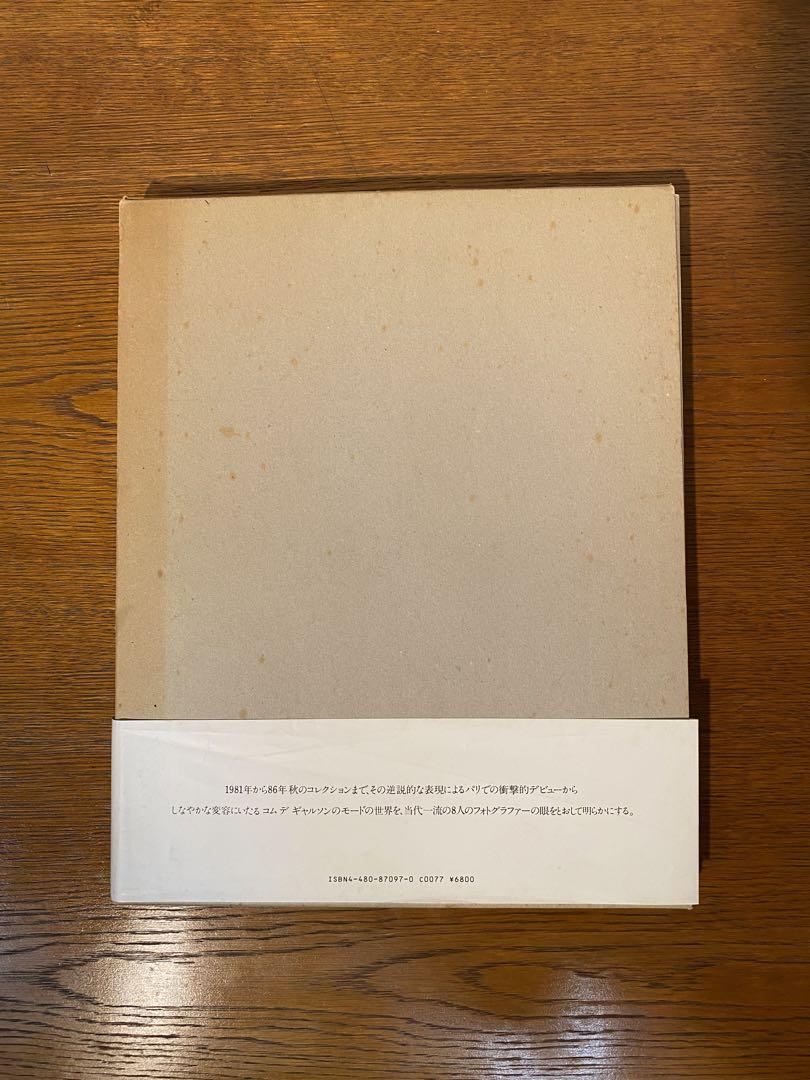 1981年から86年秋のコレクションまで、その逆説的な表現によるパリでの衝撃的デビューから
しなやかな変容にいたるコム デ ギャルソンのモードの世界を、当代一流の8人のフォトグラファーの眼をとおして明らかにする。
ISBN4-480-87097-0 C0077 ¥6800